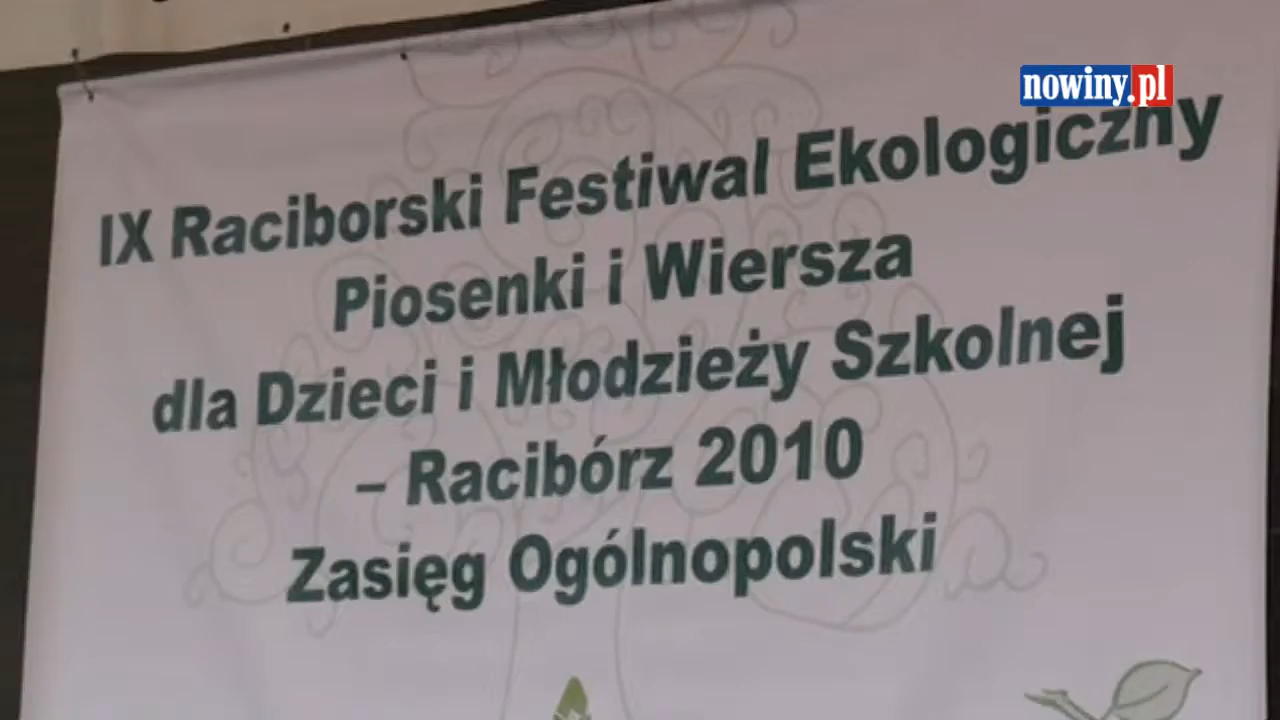 nowiny.pl
IX Raciborski Festiwal Ekologiczny
Piosenki i Wiersza
dla Dzieci i Młodzieży Szkolnej
– Racibórz 2010
Zasięg Ogólnopolski